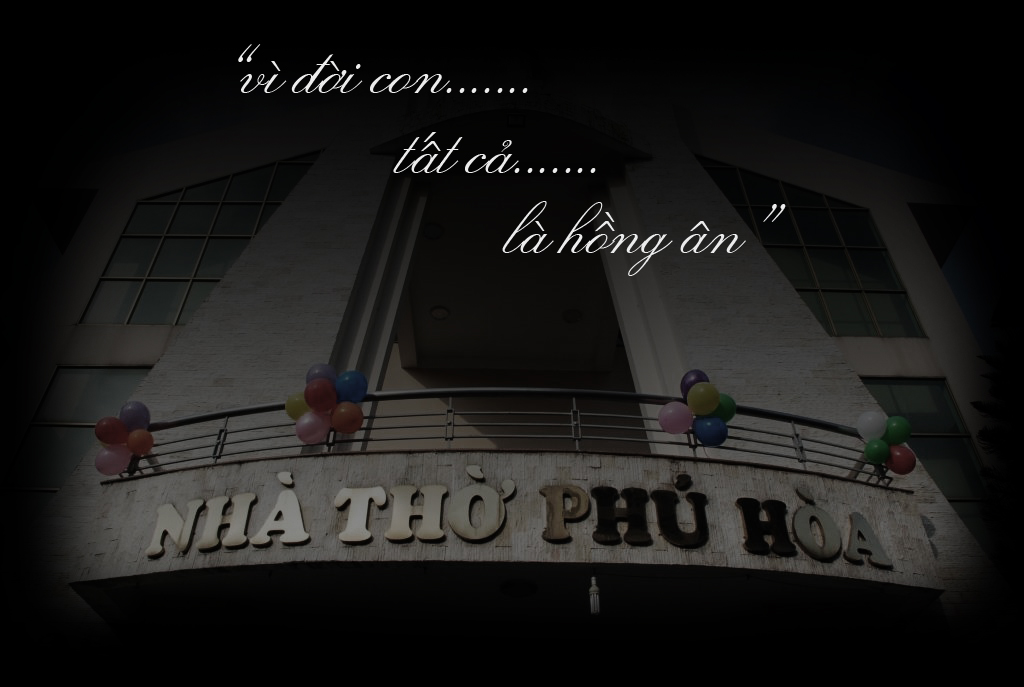 “vì đời con.......
tất cả.......
là hồng ân ”
NHÀ THỜ PHÚ HÒA